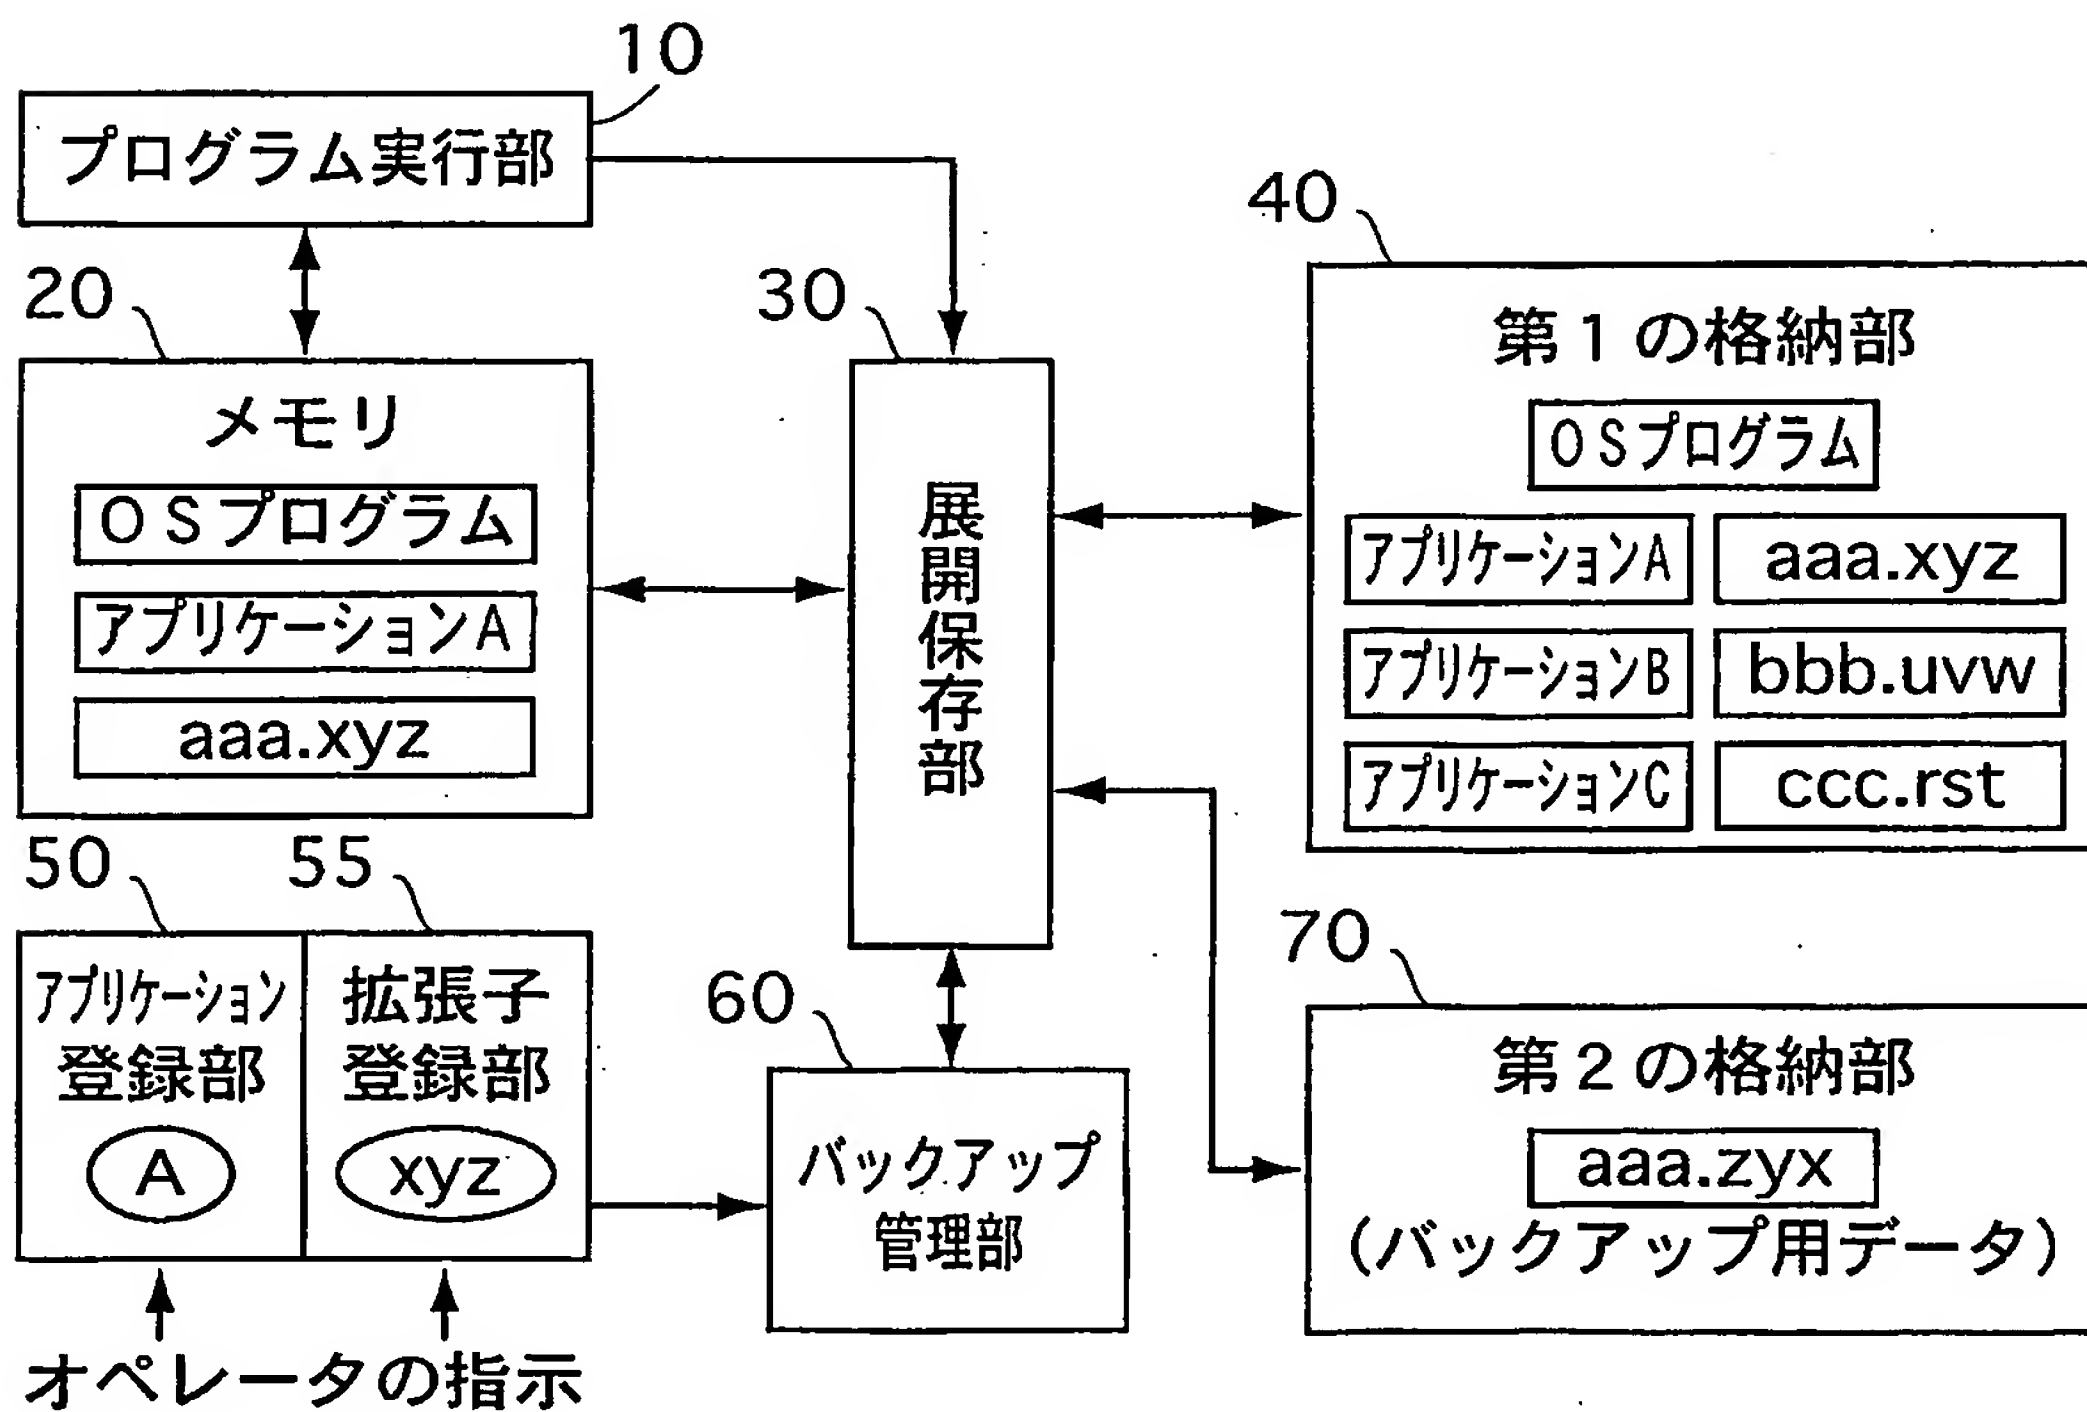 10
プログラム実行部
20
メモリ
OSプログラム
アプリケーションA
aaa.xyz
30
展開保存部
40
第1の格納部
OSプログラム
アプリケーションA
aaa.xyz
アプリケーションB
bbb.uvw
アプリケーションC
ccc.rst
50
アプリケーション
登録部
A
55
拡張子
登録部
xyz
オペレータの指示
60
バックアップ
管理部
70
第2の格納部
aaa.zyx
(バックアップ用データ)